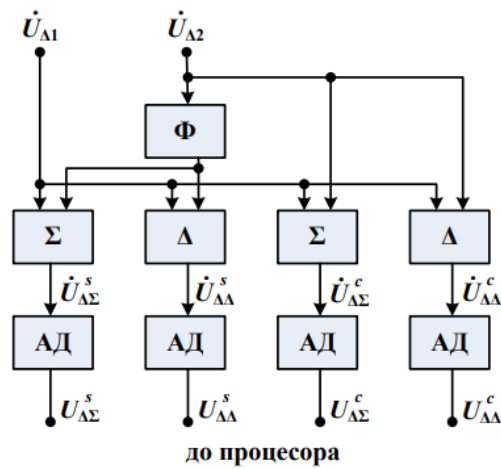 U̇Δ1 U̇Δ2
Φ
Σ Δ Σ Δ
U̇ΔΣˢ U̇ΔΔˢ U̇ΔΣᶜ U̇ΔΔᶜ
АД АД АД АД
UΔΣˢ UΔΔˢ UΔΣᶜ UΔΔᶜ
до процесора